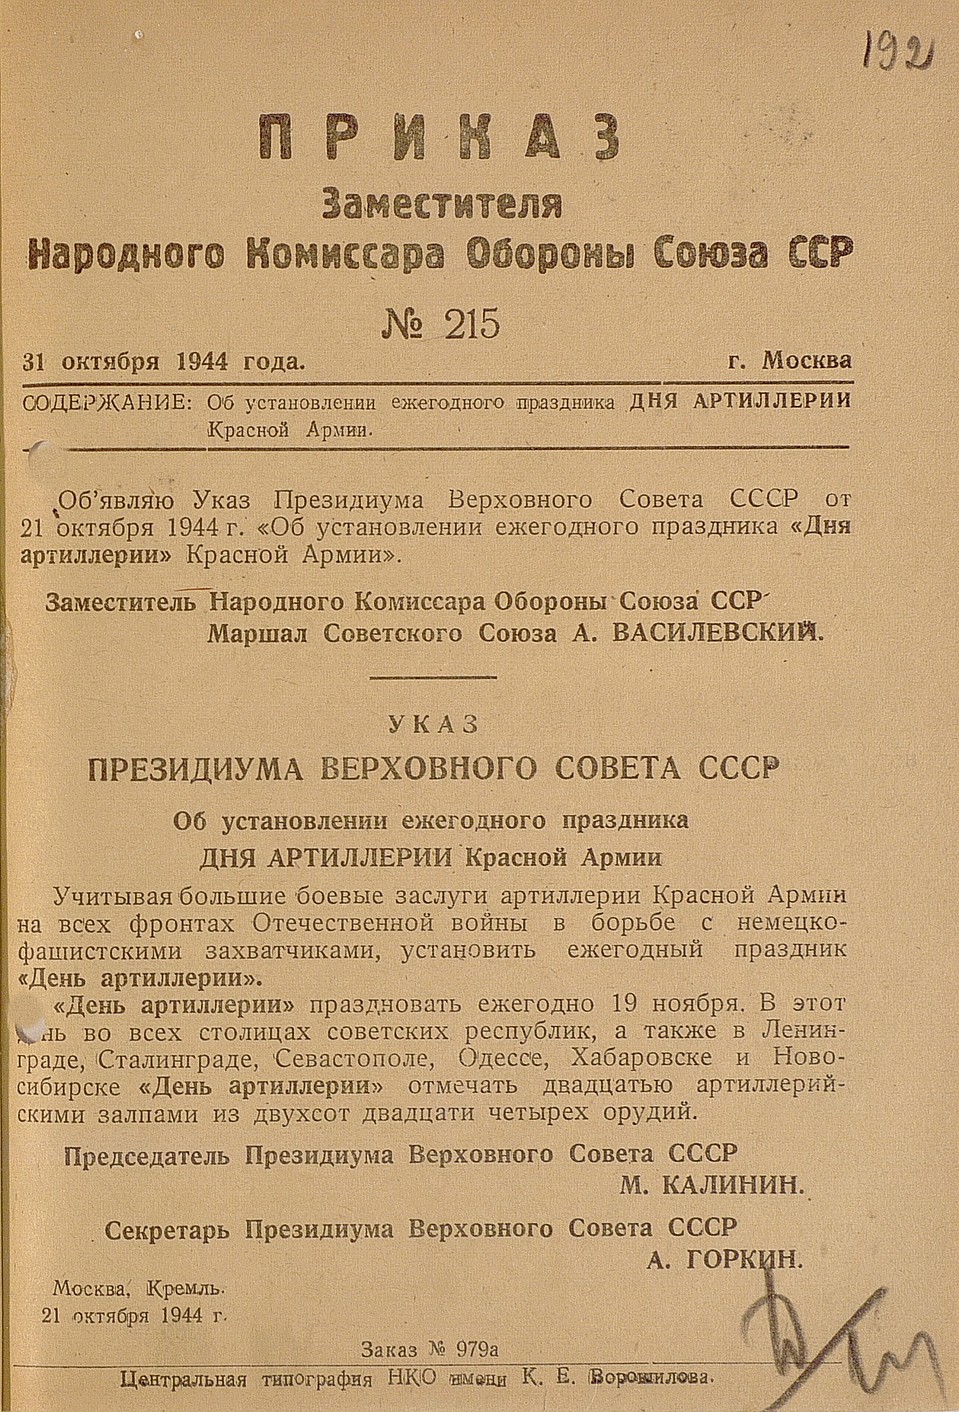 192
ПРИКАЗ
Заместителя
Народного Комиссара Обороны Союза ССР
№ 215
31 октября 1944 года. г. Москва
СОДЕРЖАНИЕ: Об установлении ежегодного праздника ДНЯ АРТИЛЛЕРИИ
Красной Армии.
Об’являю Указ Президиума Верховного Совета СССР от
21 октября 1944 г. «Об установлении ежегодного праздника «Дня
артиллерии» Красной Армии».
Заместитель Народного Комиссара Обороны Союза ССР
Маршал Советского Союза А. ВАСИЛЕВСКИЙ.
УКАЗ
ПРЕЗИДИУМА ВЕРХОВНОГО СОВЕТА СССР
Об установлении ежегодного праздника
ДНЯ АРТИЛЛЕРИИ Красной Армии
Учитывая большие боевые заслуги артиллерии Красной Армии
на всех фронтах Отечественной войны в борьбе с немецко-
фашистскими захватчиками, установить ежегодный праздник
«День артиллерии».
«День артиллерии» праздновать ежегодно 19 ноября. В этот
день во всех столицах советских республик, а также в Ленин-
граде, Сталинграде, Севастополе, Одессе, Хабаровске и Ново-
сибирске «День артиллерии» отмечать двадцатью артиллерий-
скими залпами из двухсот двадцати четырех орудий.
Председатель Президиума Верховного Совета СССР
М. КАЛИНИН.
Секретарь Президиума Верховного Совета СССР
А. ГОРКИН.
Москва, Кремль.
21 октября 1944 г.
Заказ № 979а
Центральная типография НКО имени К. Е. Ворошилова.